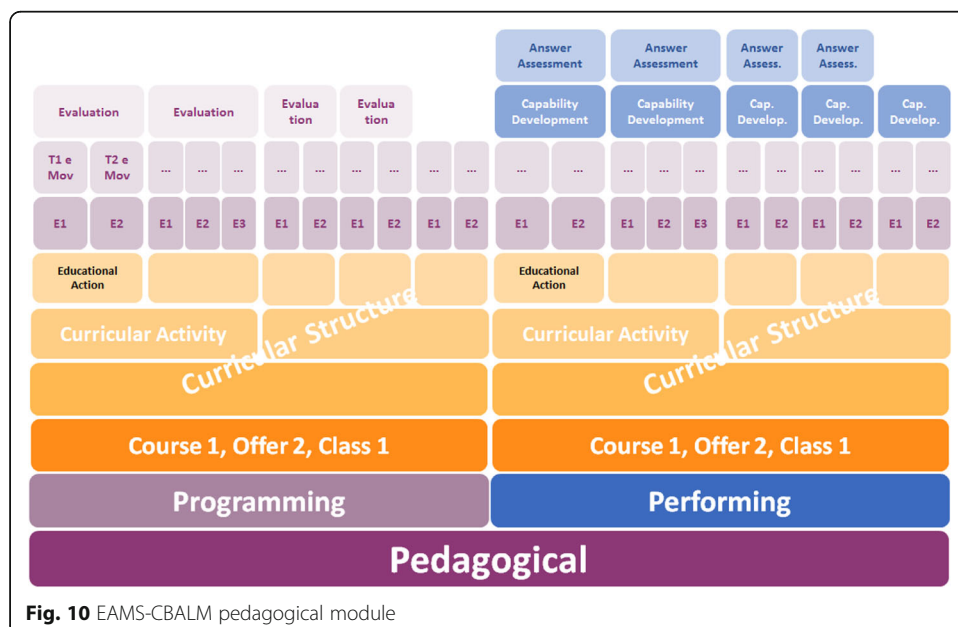 Answer Assessment Answer Assessment Answer Assess. Answer Assess.
Evaluation Evaluation Evalua tion Evalua tion Capability Development Capability Development Cap. Develop. Cap. Develop. Cap. Develop.
T1 e Mov T2 e Mov ... ... ... ... ... ... ... ... ... ... ... ... ... ... ... ... ... ... ... ...
E1 E2 E1 E2 E3 E1 E2 E1 E2 E1 E2 E1 E2 E1 E2 E3 E1 E2 E1 E2 E1 E2
Educational Action Educational Action
Curricular Activity Curricular Activity
Curricular Structure Curricular Structure
Course 1, Offer 2, Class 1 Course 1, Offer 2, Class 1
Programming Performing
Pedagogical
Fig. 10 EAMS-CBALM pedagogical module